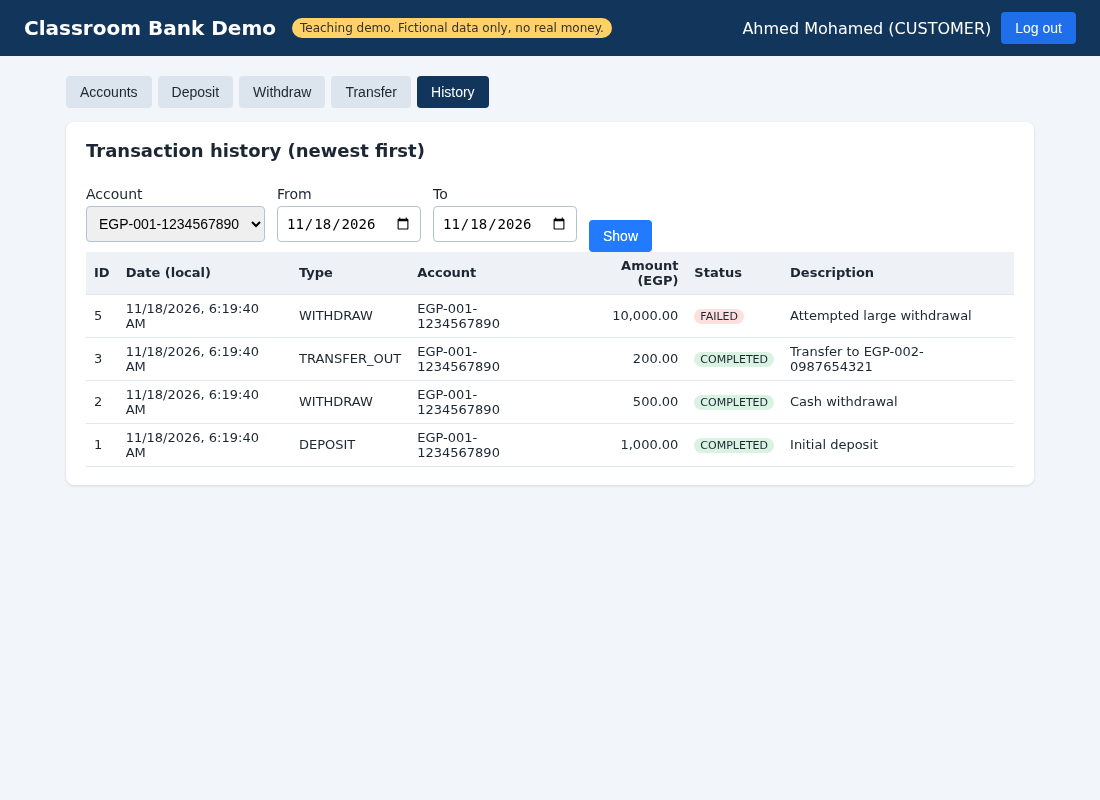 Classroom Bank Demo
Teaching demo. Fictional data only, no real money.
Ahmed Mohamed (CUSTOMER)
Log out
Accounts
Deposit
Withdraw
Transfer
History
Transaction history (newest first)
Account
From
To
EGP-001-1234567890
11/18/2026
11/18/2026
Show
ID
Date (local)
Type
Account
Amount
(EGP)
Status
Description
5
11/18/2026, 6:19:40
AM
WITHDRAW
EGP-001-
1234567890
10,000.00
FAILED
Attempted large withdrawal
3
11/18/2026, 6:19:40
AM
TRANSFER_OUT
EGP-001-
1234567890
200.00
COMPLETED
Transfer to EGP-002-
0987654321
2
11/18/2026, 6:19:40
AM
WITHDRAW
EGP-001-
1234567890
500.00
COMPLETED
Cash withdrawal
1
11/18/2026, 6:19:40
AM
DEPOSIT
EGP-001-
1234567890
1,000.00
COMPLETED
Initial deposit